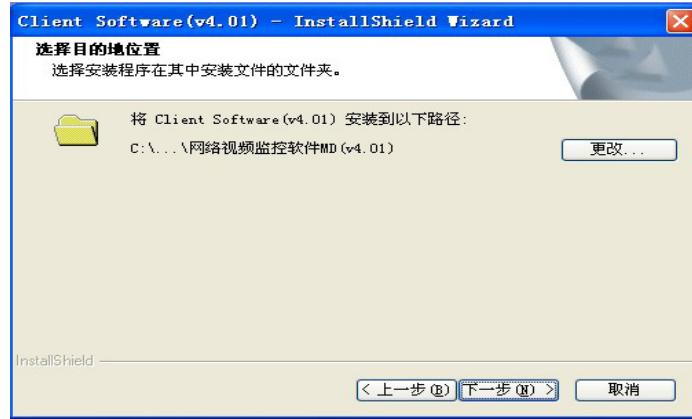 Client Software(v4.01) - InstallShield Wizard
选择目的地位置
选择安装程序在其中安装文件的文件夹。
将 Client Software(v4.01) 安装到以下路径:
C:\...\网络视频监控软件MD(v4.01)
更改...
InstallShield
< 上一步(B)
下一步(N) >
取消